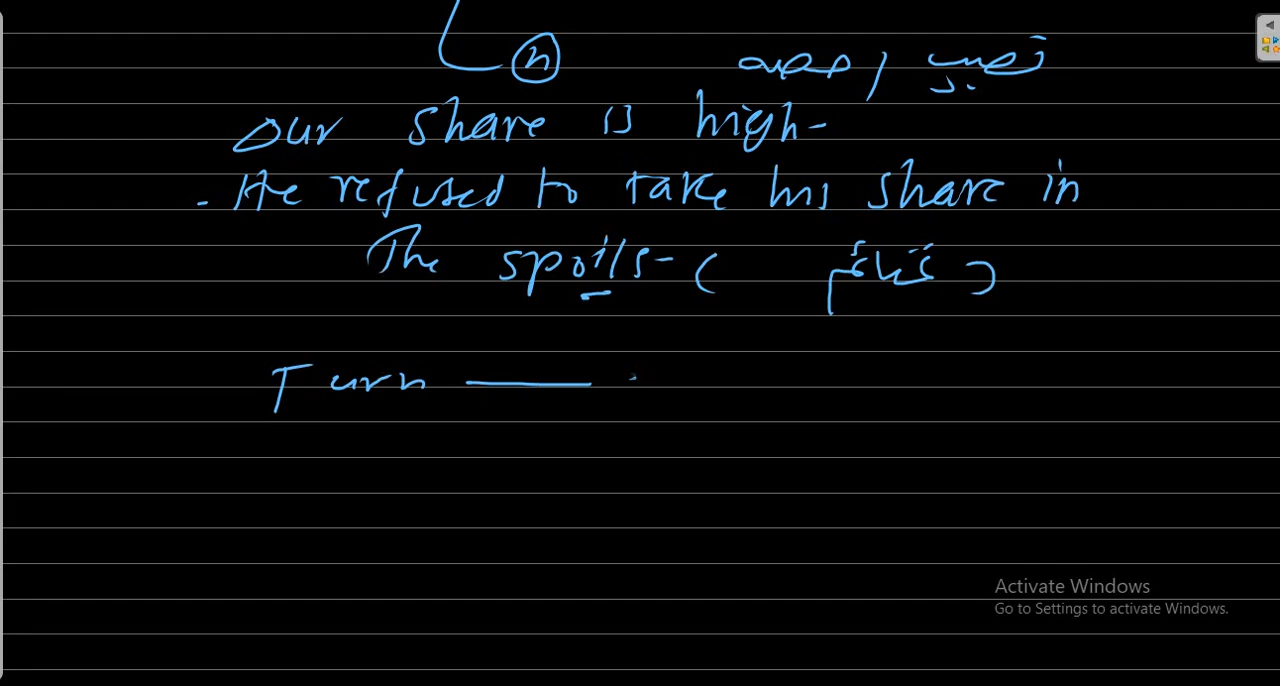 (n) حصه / نصيب
Our share is high-
- He refused to take his share in
The spoils- ( غنائم )
Turn ——— -
Activate Windows
Go to Settings to activate Windows.